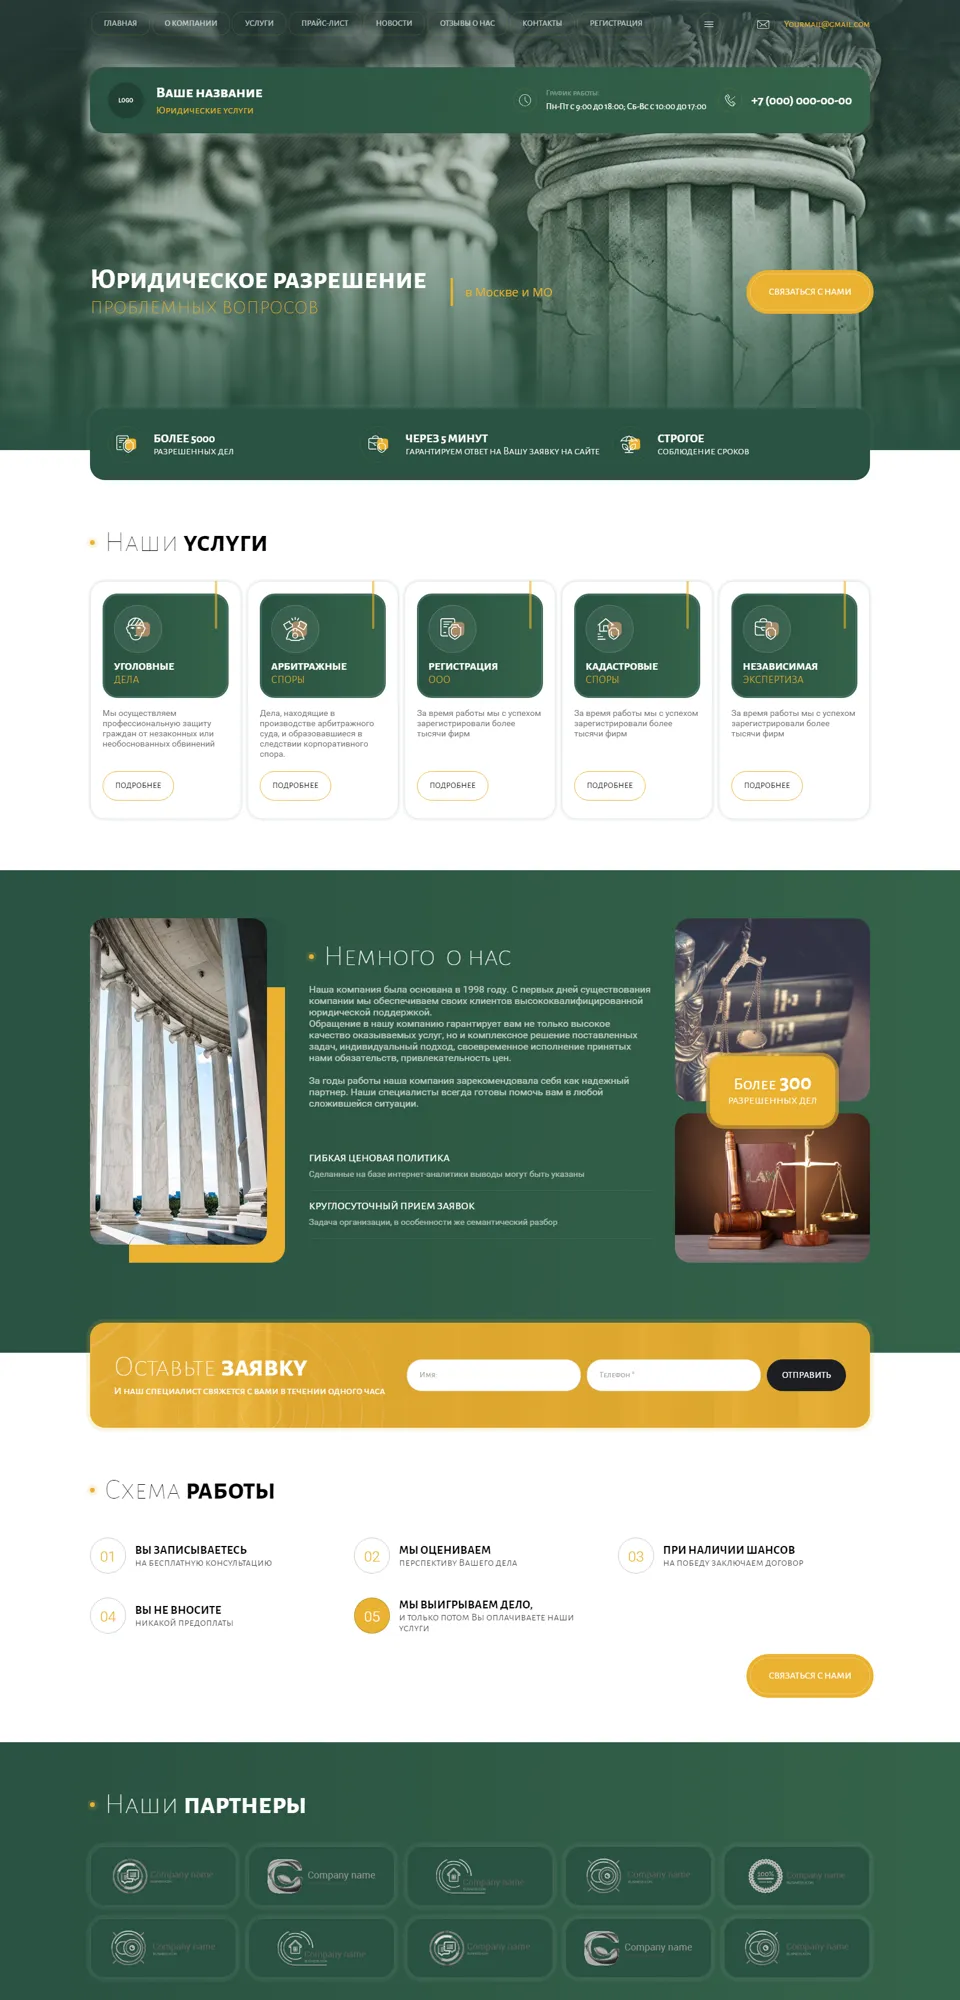 ГЛАВНАЯ О КОМПАНИИ УСЛУГИ ПРАЙС-ЛИСТ НОВОСТИ ОТЗЫВЫ О НАС КОНТАКТЫ РЕГИСТРАЦИЯ
Yourmail@gmail.com
LOGO
Ваше название
Юридические услуги
График работы:
Пн-Пт с 9:00 до 18:00; Сб-Вс с 10:00 до 17:00
+7 (000) 000-00-00
Юридическое разрешение
проблемных вопросов
в Москве и МО
СВЯЗАТЬСЯ С НАМИ
БОЛЕЕ 5000
разрешенных дел
ЧЕРЕЗ 5 МИНУТ
гарантируем ответ на Вашу заявку на сайте
СТРОГОЕ
соблюдение сроков
Наши услуги
УГОЛОВНЫЕ
ДЕЛА
Мы осуществляем
профессиональную защиту
граждан от незаконных или
необоснованных обвинений
ПОДРОБНЕЕ
АРБИТРАЖНЫЕ
СПОРЫ
Дела, находящие в
производстве арбитражного
суда, и образовавшиеся в
следствии корпоративного
спора.
ПОДРОБНЕЕ
РЕГИСТРАЦИЯ
ООО
За время работы мы с успехом
зарегистрировали более
тысячи фирм
ПОДРОБНЕЕ
КАДАСТРОВЫЕ
СПОРЫ
За время работы мы с успехом
зарегистрировали более
тысячи фирм
ПОДРОБНЕЕ
НЕЗАВИСИМАЯ
ЭКСПЕРТИЗА
За время работы мы с успехом
зарегистрировали более
тысячи фирм
ПОДРОБНЕЕ
Немного о нас
Наша компания была основана в 1998 году. С первых дней существования
компании мы обеспечиваем своих клиентов высококвалифицированной
юридической поддержкой.
Обращение в нашу компанию гарантирует вам не только высокое
качество оказываемых услуг, но и комплексное решение поставленных
задач, индивидуальный подход, своевременное исполнение принятых
нами обязательств, привлекательность цен.
За годы работы наша компания зарекомендовала себя как надежный
партнер. Наши специалисты всегда готовы помочь вам в любой
сложившейся ситуации.
ГИБКАЯ ЦЕНОВАЯ ПОЛИТИКА
Сделанные на базе интернет-аналитики выводы могут быть указаны
КРУГЛОСУТОЧНЫЙ ПРИЕМ ЗАЯВОК
Задача организации, в особенности же семантический разбор
Более 300
разрешенных дел
LAW
Оставьте заявку
И наш специалист свяжется с вами в течении одного часа
Имя
Телефон *
ОТПРАВИТЬ
Схема работы
01
ВЫ ЗАПИСЫВАЕТЕСЬ
на бесплатную консультацию
02
МЫ ОЦЕНИВАЕМ
перспективу Вашего дела
03
ПРИ НАЛИЧИИ ШАНСОВ
на победу заключаем договор
04
ВЫ НЕ ВНОСИТЕ
никакой предоплаты
05
МЫ ВЫИГРЫВАЕМ ДЕЛО,
и только потом Вы оплачиваете наши
услуги
СВЯЗАТЬСЯ С НАМИ
Наши партнеры
Company name
Company name
Company name
Company name
100%
Company name
Company name
Company name
Company name
Company name
Company name